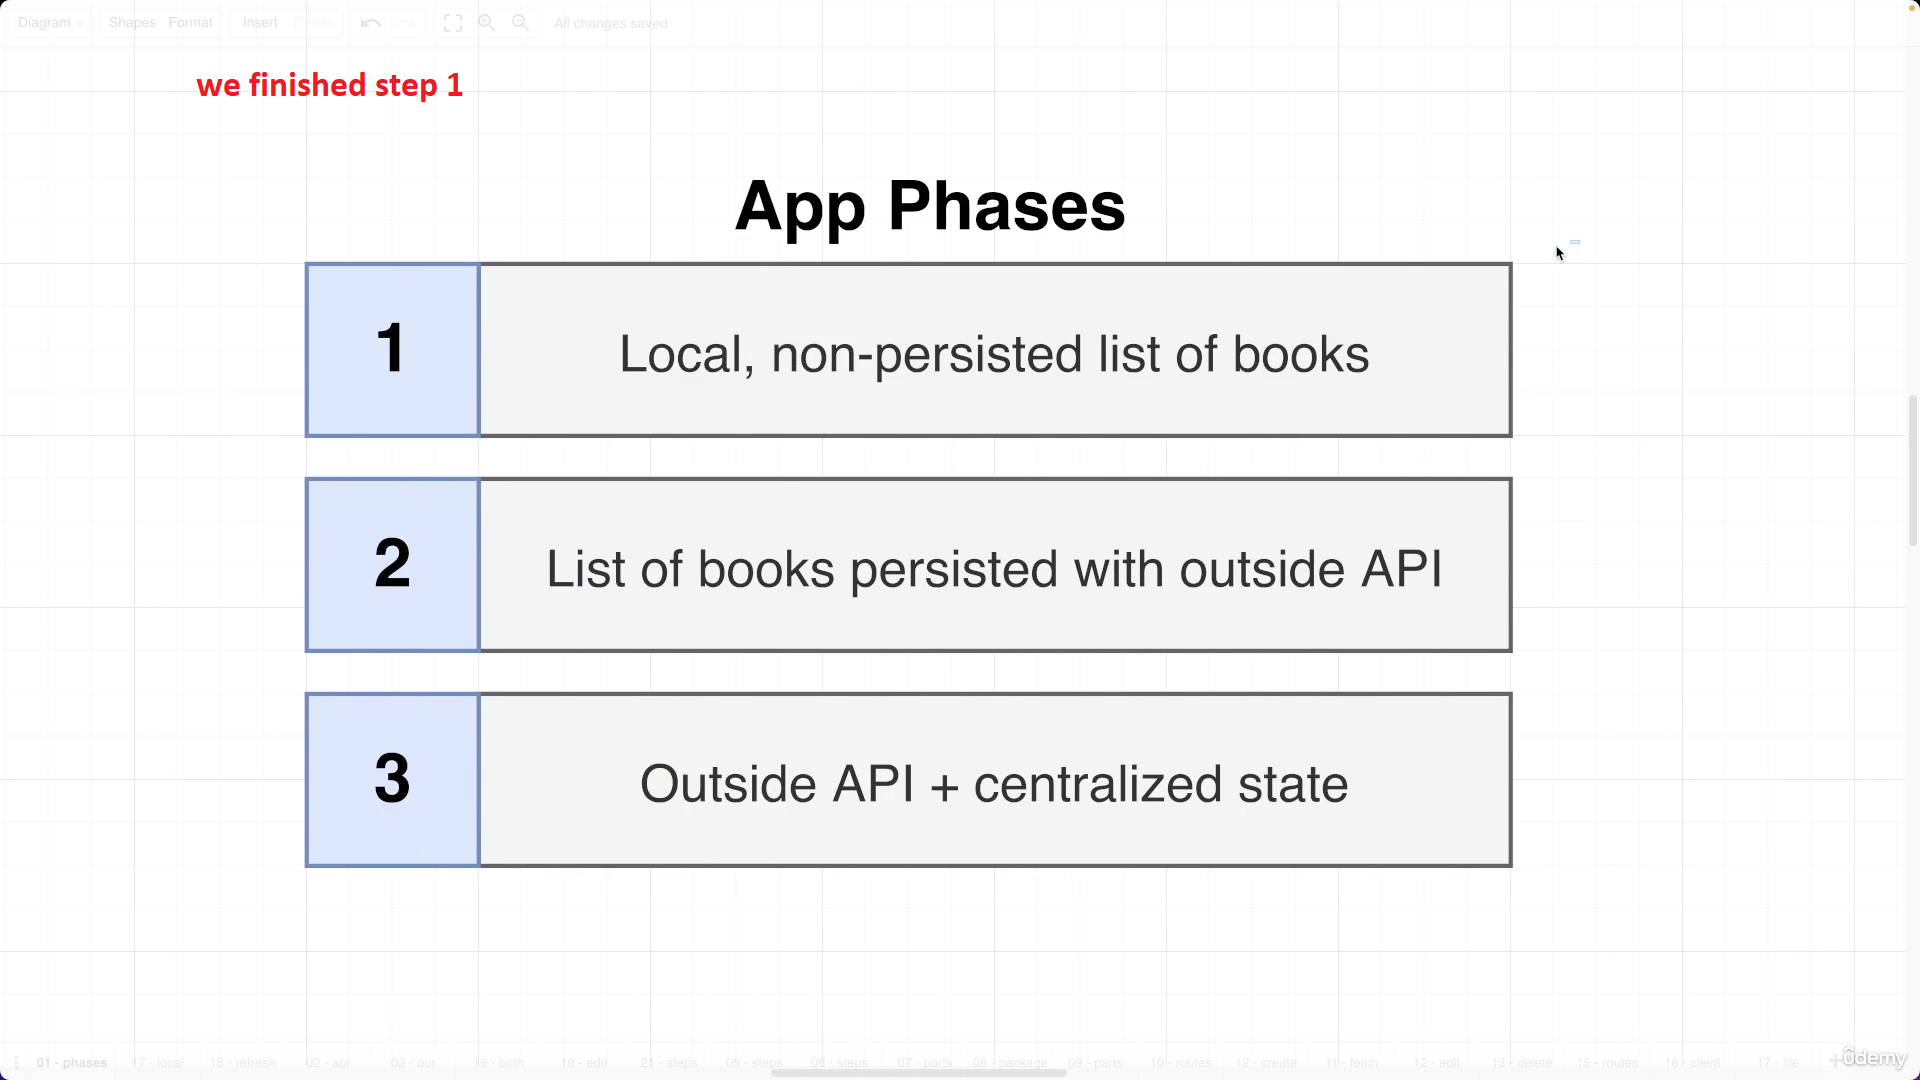 Diagram Shapes Format Insert Delete All changes saved
we finished step 1
App Phases
1 Local, non-persisted list of books
2 List of books persisted with outside API
3 Outside API + centralized state
01 - phases 17 - local 18 - refresh 02 - api 03 - our 19 - both 19 - edit 21 - steps 05 - steps 06 - steps 07 - ports 08 - package 09 - parts 10 - routes 12 - create 11 - fetch 12 - edit 13 - delete 15 - routes 16 - client 17 - file
ûdemy